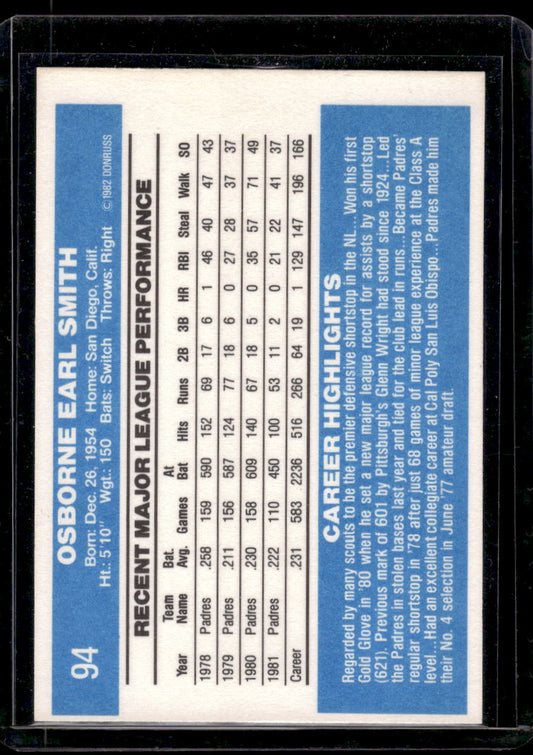 94
OSBORNE EARL SMITH
Born: Dec. 26, 1954 Home: San Diego, Calif.
Ht.: 5'10" Wgt.: 150 Bats: Switch Throws: Right ©1982 DONRUSS
RECENT MAJOR LEAGUE PERFORMANCE
Year Team Name Bat. Avg. Games At Bat Hits Runs 2B 3B HR RBI Steal Walk SO
1978 Padres .258 159 590 152 69 17 6 1 46 40 47 43
1979 Padres .211 156 587 124 77 18 6 0 27 28 37 37
1980 Padres .230 158 609 140 67 18 5 0 35 57 71 49
1981 Padres .222 110 450 100 53 11 2 0 21 22 41 37
Career .231 583 2236 516 266 64 19 1 129 147 196 166
CAREER HIGHLIGHTS
Regarded by many scouts to be the premier defensive shortstop in the NL...Won his first
Gold Glove in '80 when he set a new major league record for assists by a shortstop
(621). Previous mark of 601 by Pittsburgh's Glenn Wright had stood since 1924...Led
the Padres in stolen bases last year and tied for the club lead in runs...Became Padres'
regular shortstop in '78 after just 68 games of minor league experience at the Class A
level...Had an excellent collegiate career at Cal Poly San Luis Obispo...Padres made him
their No. 4 selection in June '77 amateur draft.